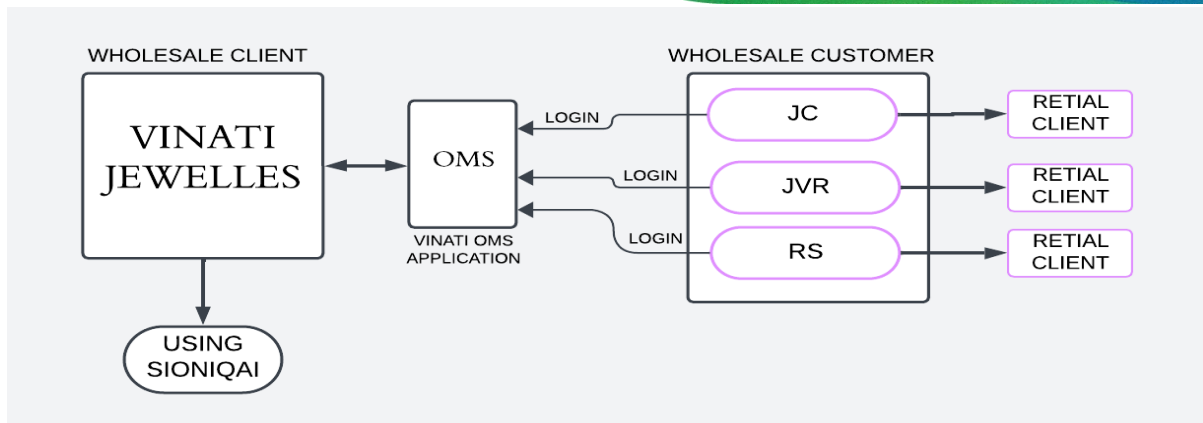 WHOLESALE CLIENT
VINATI
JEWELLES
USING
SIONIQAI
OMS
VINATI OMS
APPLICATION
LOGIN
LOGIN
LOGIN
WHOLESALE CUSTOMER
JC
JVR
RS
RETIAL
CLIENT
RETIAL
CLIENT
RETIAL
CLIENT